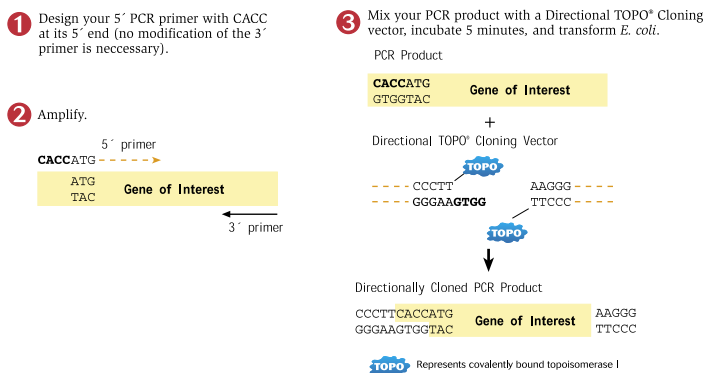 1 Design your 5´ PCR primer with CACC
at its 5´ end (no modification of the 3´
primer is neccessary).
2 Amplify.
5´ primer
CACCATG
ATG
TAC
Gene of Interest
3´ primer
3 Mix your PCR product with a Directional TOPO® Cloning
vector, incubate 5 minutes, and transform E. coli.
PCR Product
CACCATG
GTGGTAC
Gene of Interest
+
Directional TOPO® Cloning Vector
TOPO
CCCTT AAGGG
GGGAAGTGG TTCCC
TOPO
Directionally Cloned PCR Product
CCCTTCACCATG
GGGAAGTGGTAC
Gene of Interest
AAGGG
TTCCC
TOPO Represents covalently bound topoisomerase I